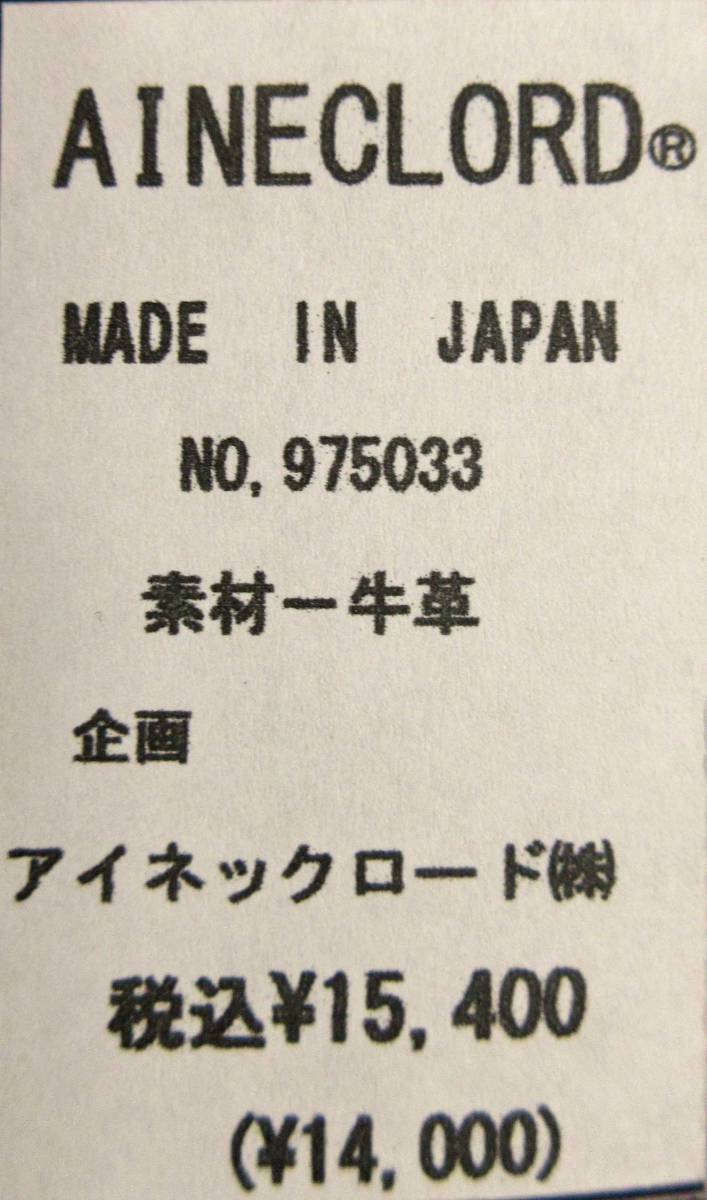 AINECLORD®
MADE IN JAPAN
NO,975033
素材ー牛革
企画
アイネックロード㈱
税込¥15,400
(¥14,000)